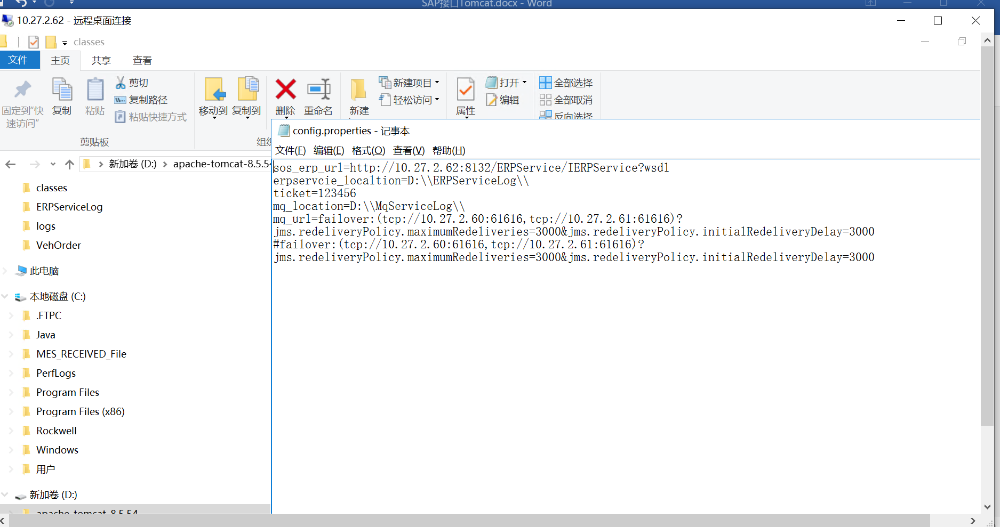 SAP接口Tomcat.docx - Word
10.27.2.62 - 远程桌面连接
classes
文件 主页 共享 查看
固定到“快速访问”
复制
粘贴
剪切
复制路径
粘贴快捷方式
移动到
复制到
删除
重命名
新建
新建项目
轻松访问
属性
打开
编辑
全部选择
全部取消
反向选择
剪贴板
组织
新加卷 (D:) apache-tomcat-8.5.54
config.properties - 记事本
文件(F) 编辑(E) 格式(O) 查看(V) 帮助(H)
sos_erp_url=http://10.27.2.62:8132/ERPService/IERPService?wsdl
erpservcie_localtion=D:\\ERPServiceLog\\
ticket=123456
mq_location=D:\\MqServiceLog\\
mq_url=failover:(tcp://10.27.2.60:61616,tcp://10.27.2.61:61616)?
jms.redeliveryPolicy.maximumRedeliveries=3000&jms.redeliveryPolicy.initialRedeliveryDelay=3000
#failover:(tcp://10.27.2.60:61616,tcp://10.27.2.61:61616)?
jms.redeliveryPolicy.maximumRedeliveries=3000&jms.redeliveryPolicy.initialRedeliveryDelay=3000
classes
ERPServiceLog
logs
VehOrder
此电脑
本地磁盘 (C:)
.FTPC
Java
MES_RECEIVED_File
PerfLogs
Program Files
Program Files (x86)
Rockwell
Windows
用户
新加卷 (D:)
apache-tomcat-8.5.54